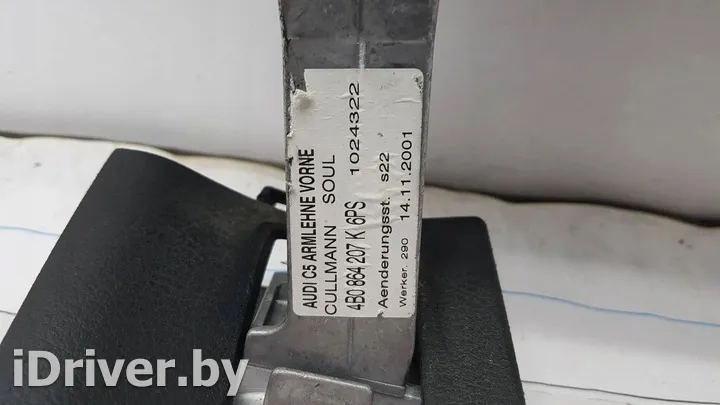 AUDI C5 ARMLEHNE VORNE
CULLMANN SOUL
4B0 864 207 K 6PS 1024322
Aenderungsst. s22
Werker. 290 14.11.2001
iDriver.by